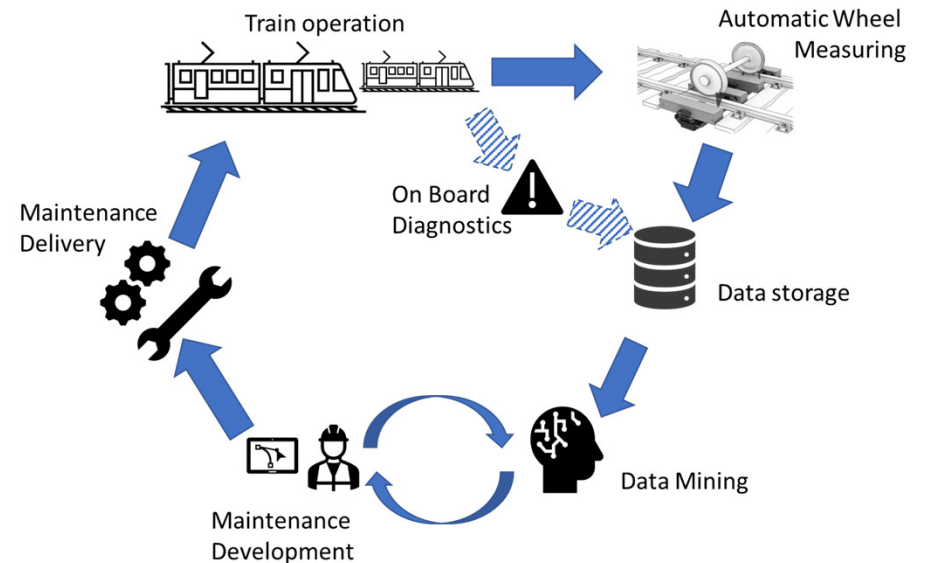 Train operation
Automatic Wheel
Measuring
On Board
Diagnostics
Maintenance
Delivery
Data storage
Data Mining
Maintenance
Development